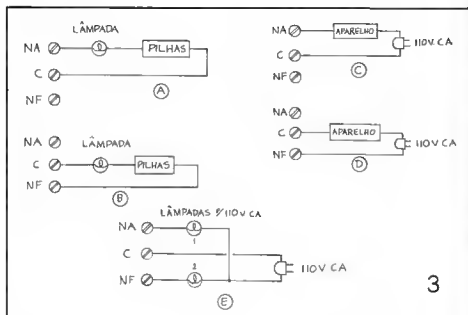 LÂMPADA
NA
PILHAS
C
NF
A
NA
LÂMPADA
C
PILHAS
NF
B
NA
APARELHO
110V. CA
C
C
NF
NA
C
APARELHO
110V CA
NF
D
LÂMPADAS P/110V CA
NA
1
C
110V CA
2
NF
E
3